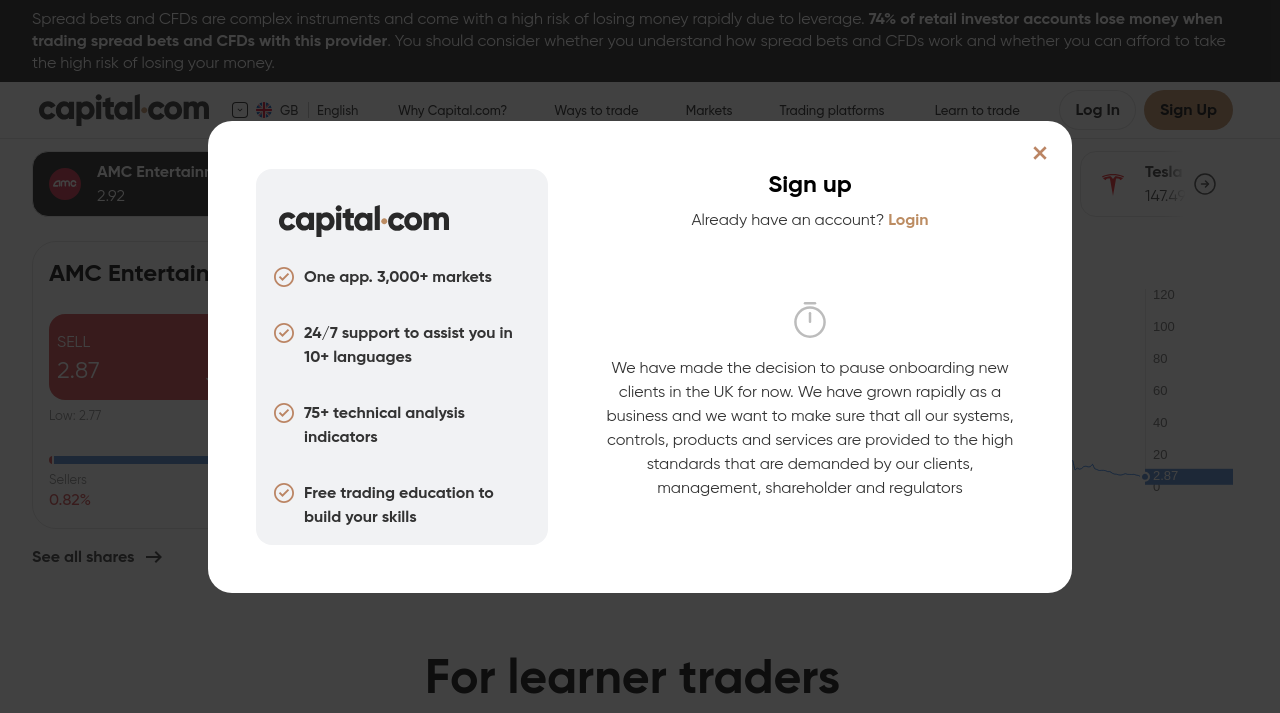 Spread bets and CFDs are complex instruments and come with a high risk of losing money rapidly due to leverage. 74% of retail investor accounts lose money when
trading spread bets and CFDs with this provider. You should consider whether you understand how spread bets and CFDs work and whether you can afford to take
the high risk of losing your money.
capital.com GB English Why Capital.com? Ways to trade Markets Trading platforms Learn to trade Log In Sign Up
amc AMC Entertainm
2.92
Tesla
147.49
AMC Entertain
SELL
2.87
Low: 2.77
Sellers
0.82%
See all shares
capital.com
One app. 3,000+ markets
24/7 support to assist you in
10+ languages
75+ technical analysis
indicators
Free trading education to
build your skills
Sign up
Already have an account? Login
We have made the decision to pause onboarding new
clients in the UK for now. We have grown rapidly as a
business and we want to make sure that all our systems,
controls, products and services are provided to the high
standards that are demanded by our clients,
management, shareholder and regulators
120
100
80
60
40
20
2.87
0
For learner traders